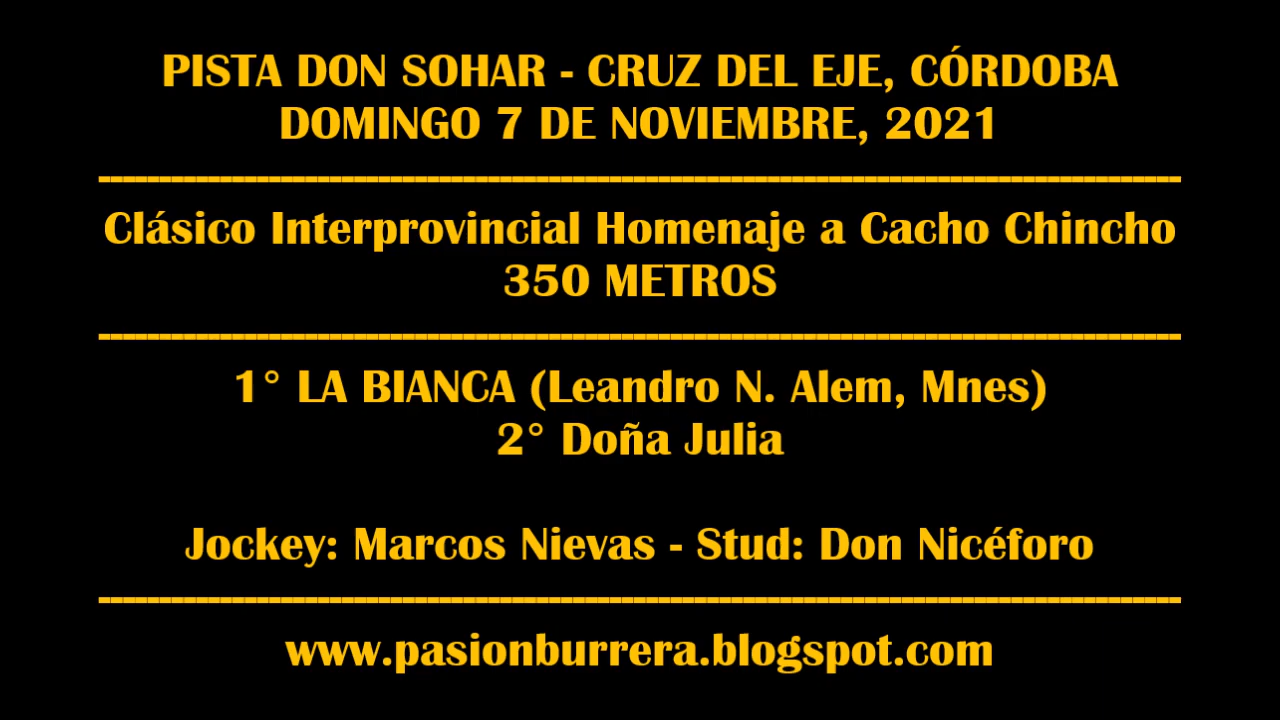 PISTA DON SOHAR - CRUZ DEL EJE, CÓRDOBA
DOMINGO 7 DE NOVIEMBRE, 2021
Clásico Interprovincial Homenaje a Cacho Chincho
350 METROS
1° LA BIANCA (Leandro N. Alem, Mnes)
2° Doña Julia
Jockey: Marcos Nievas - Stud: Don Nicéforo
www.pasionburrera.blogspot.com